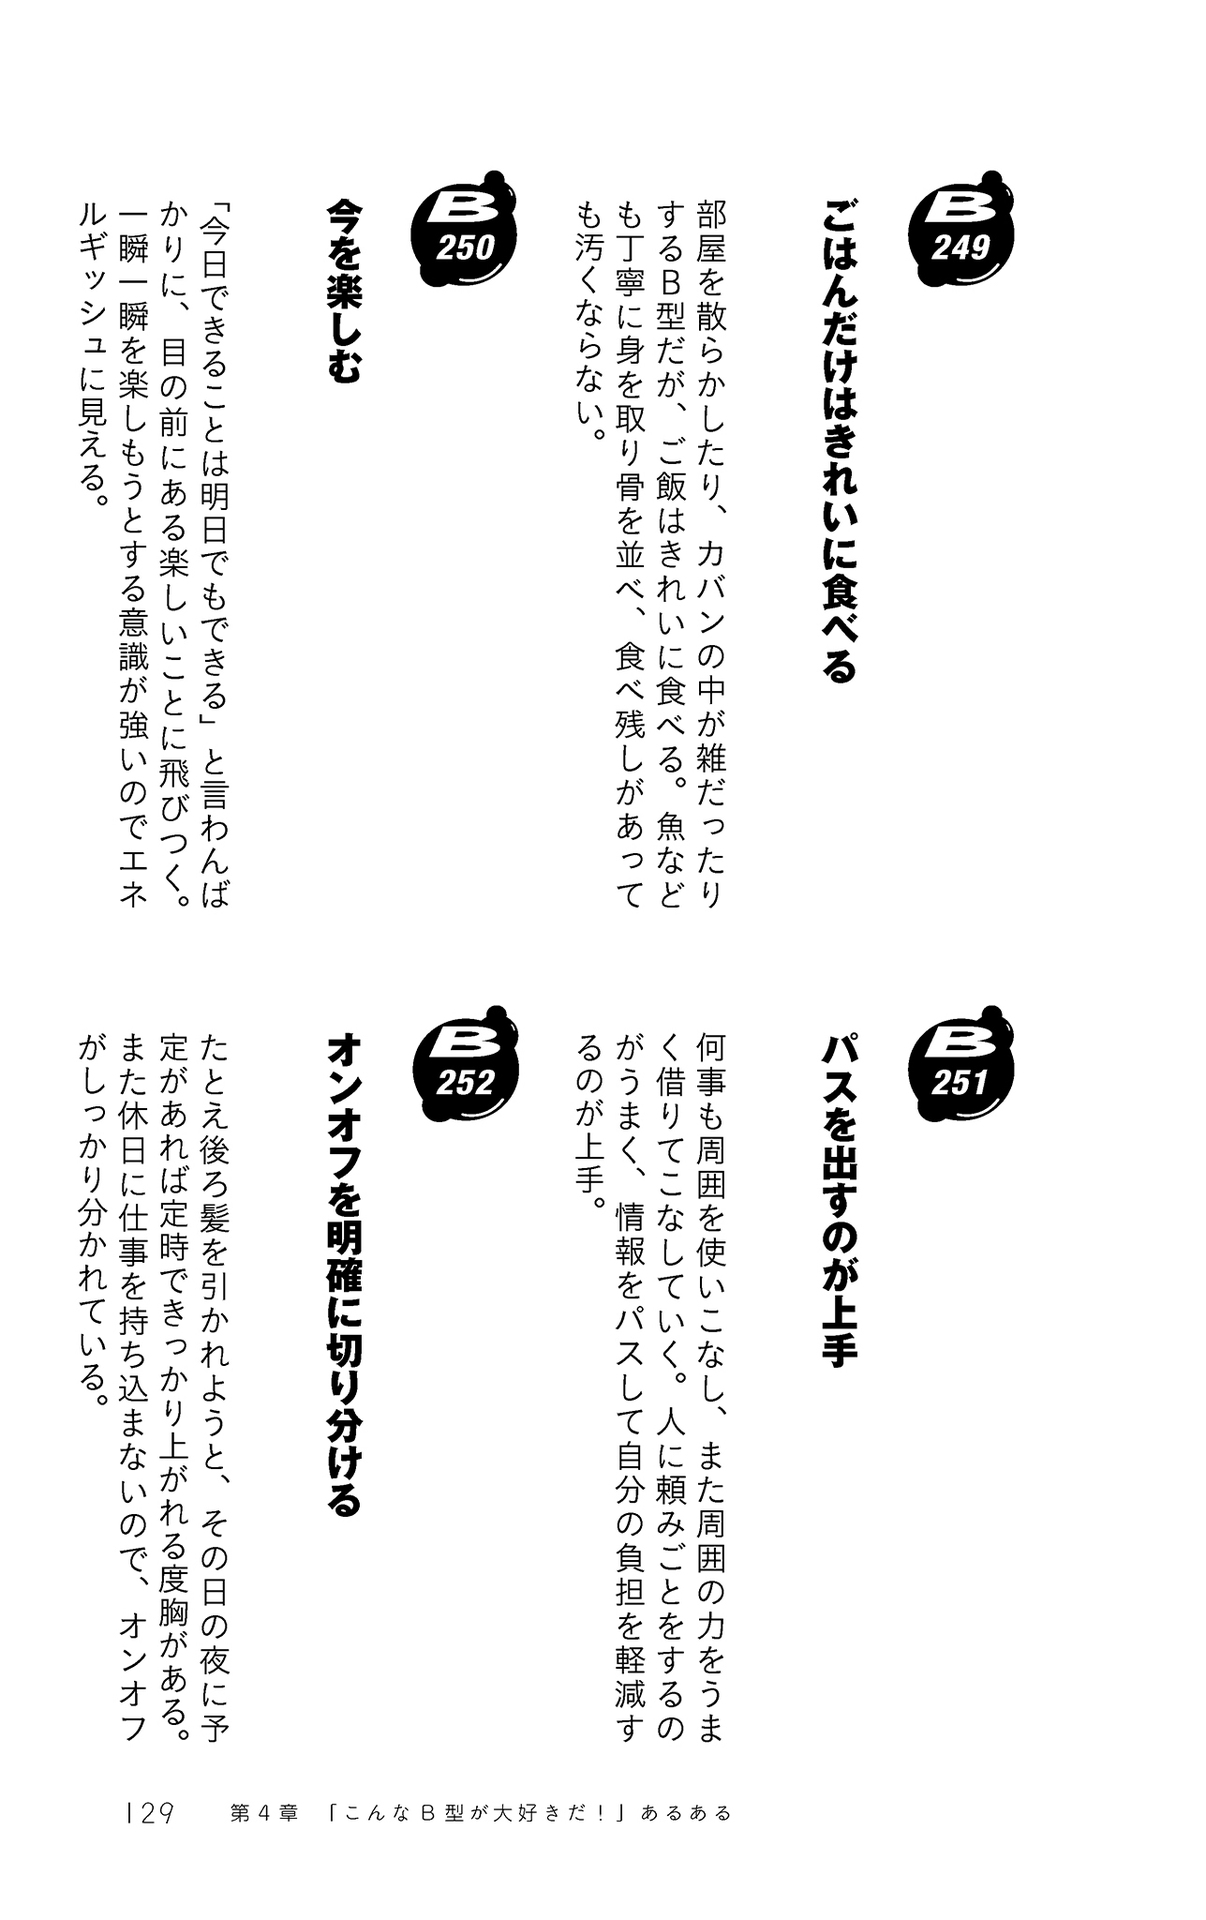 B
249
ごはんだけはきれいに食べる
部屋を散らかしたり、カバンの中が雑だったり
するB型だが、ご飯はきれいに食べる。魚など
も丁寧に身を取り骨を並べ、食べ残しがあって
も汚くならない。
B
250
今を楽しむ
「今日できることは明日でもできる」と言わんば
かりに、目の前にある楽しいことに飛びつく。
一瞬一瞬を楽しもうとする意識が強いのでエネ
ルギッシュに見える。
B
251
パスを出すのが上手
何事も周囲を使いこなし、また周囲の力をうま
く借りてこなしていく。人に頼みごとをするの
がうまく、情報をパスして自分の負担を軽減す
るのが上手。
B
252
オンオフを明確に切り分ける
たとえ後ろ髪を引かれようと、その日の夜に予
定があれば定時できっかり上がれる度胸がある。
また休日に仕事を持ち込まないので、オンオフ
がしっかり分かれている。
129 第4章 「こんなB型が大好きだ！」あるある